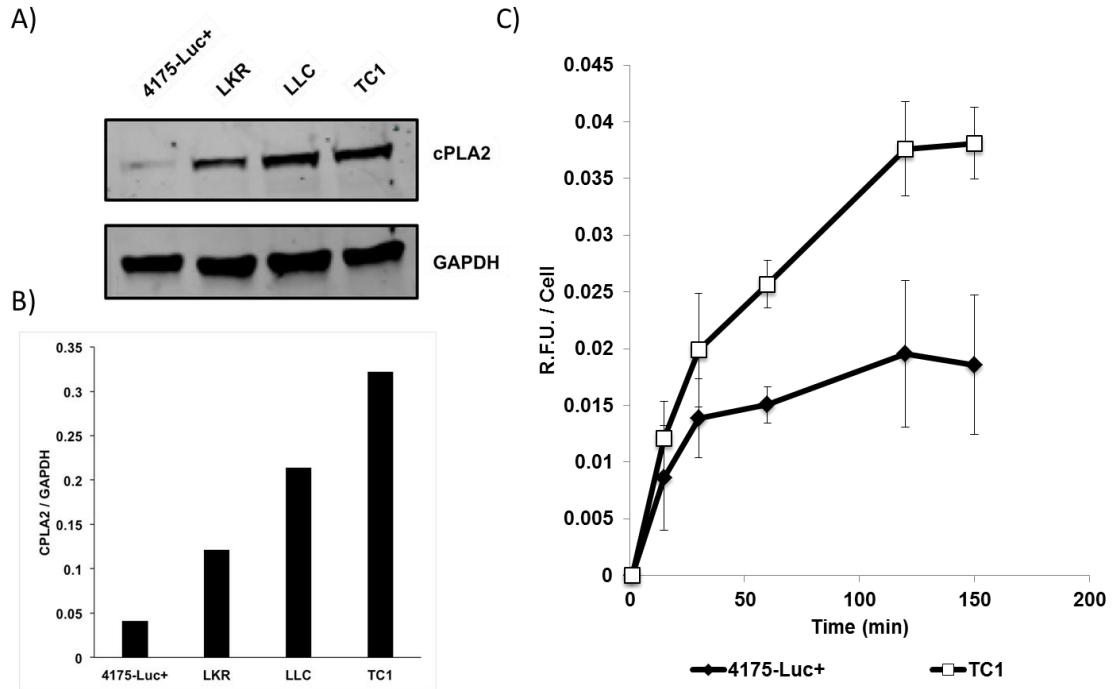 A)
4175-Luc+ LKR LLC TC1
cPLA2
GAPDH
B)
0.35
0.3
0.25
0.2
0.15
0.1
0.05
0
CPLA2 / GAPDH
4175-Luc+ LKR LLC TC1
C)
0.045
0.04
0.035
0.03
0.025
0.02
0.015
0.01
0.005
0
R.F.U. / Cell
0 50 100 150 200
Time (min)
4175-Luc+ TC1